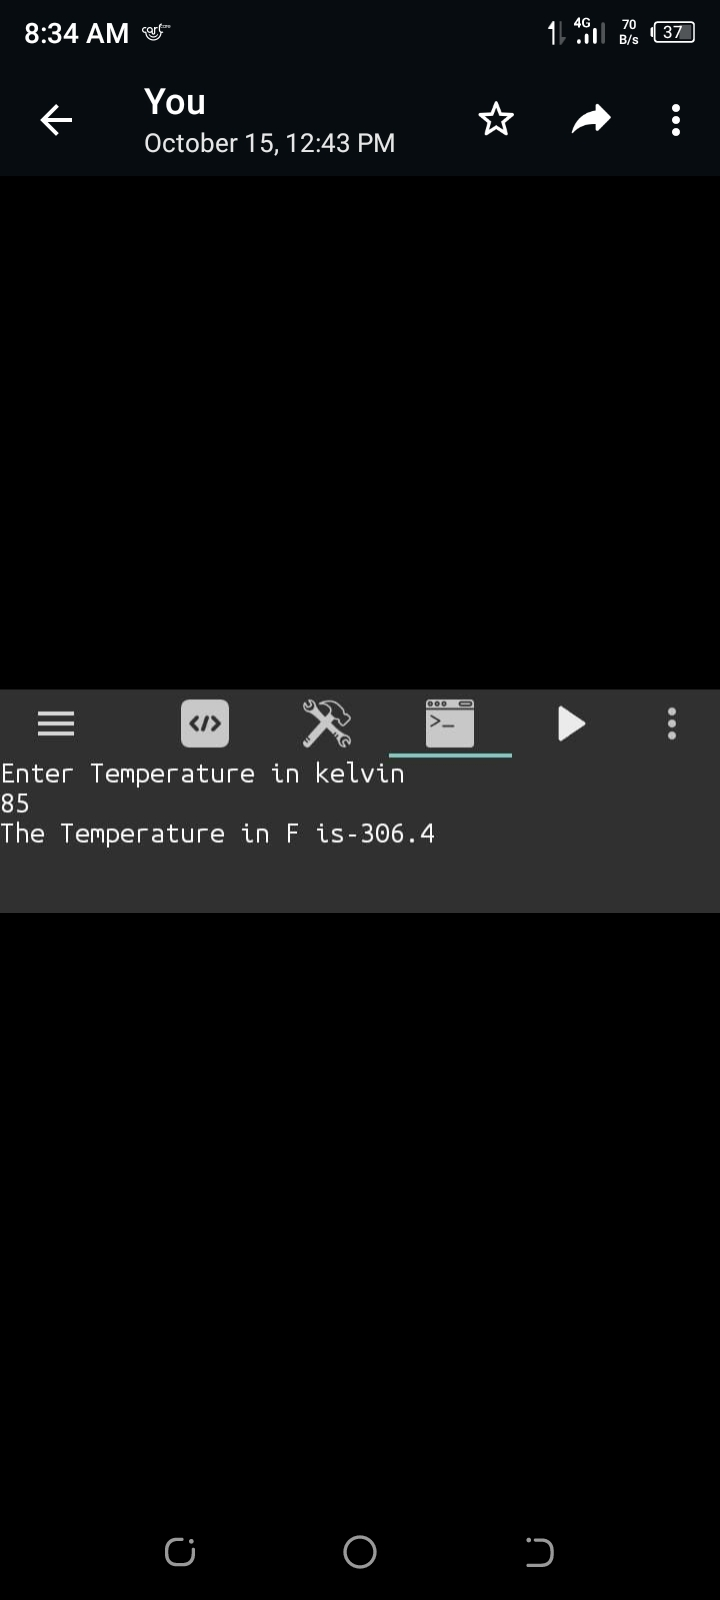 8:34 AM
4G
70
B/s
37
You
October 15, 12:43 PM
</>
>_
Enter Temperature in kelvin
85
The Temperature in F is-306.4